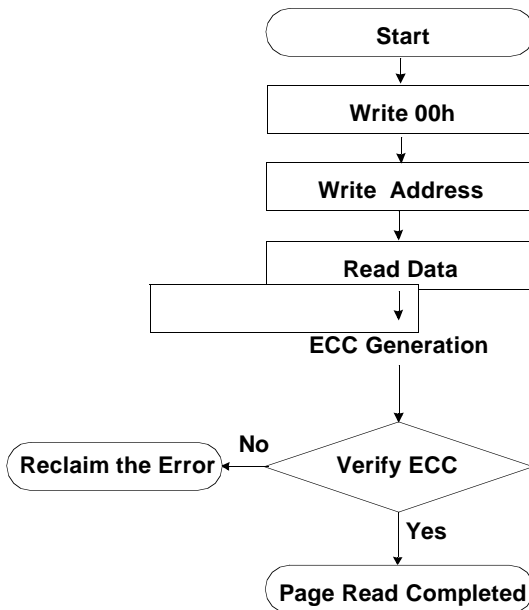 Start
Write 00h
Write Address
Read Data
ECC Generation
No
Reclaim the Error
Verify ECC
Yes
Page Read Completed